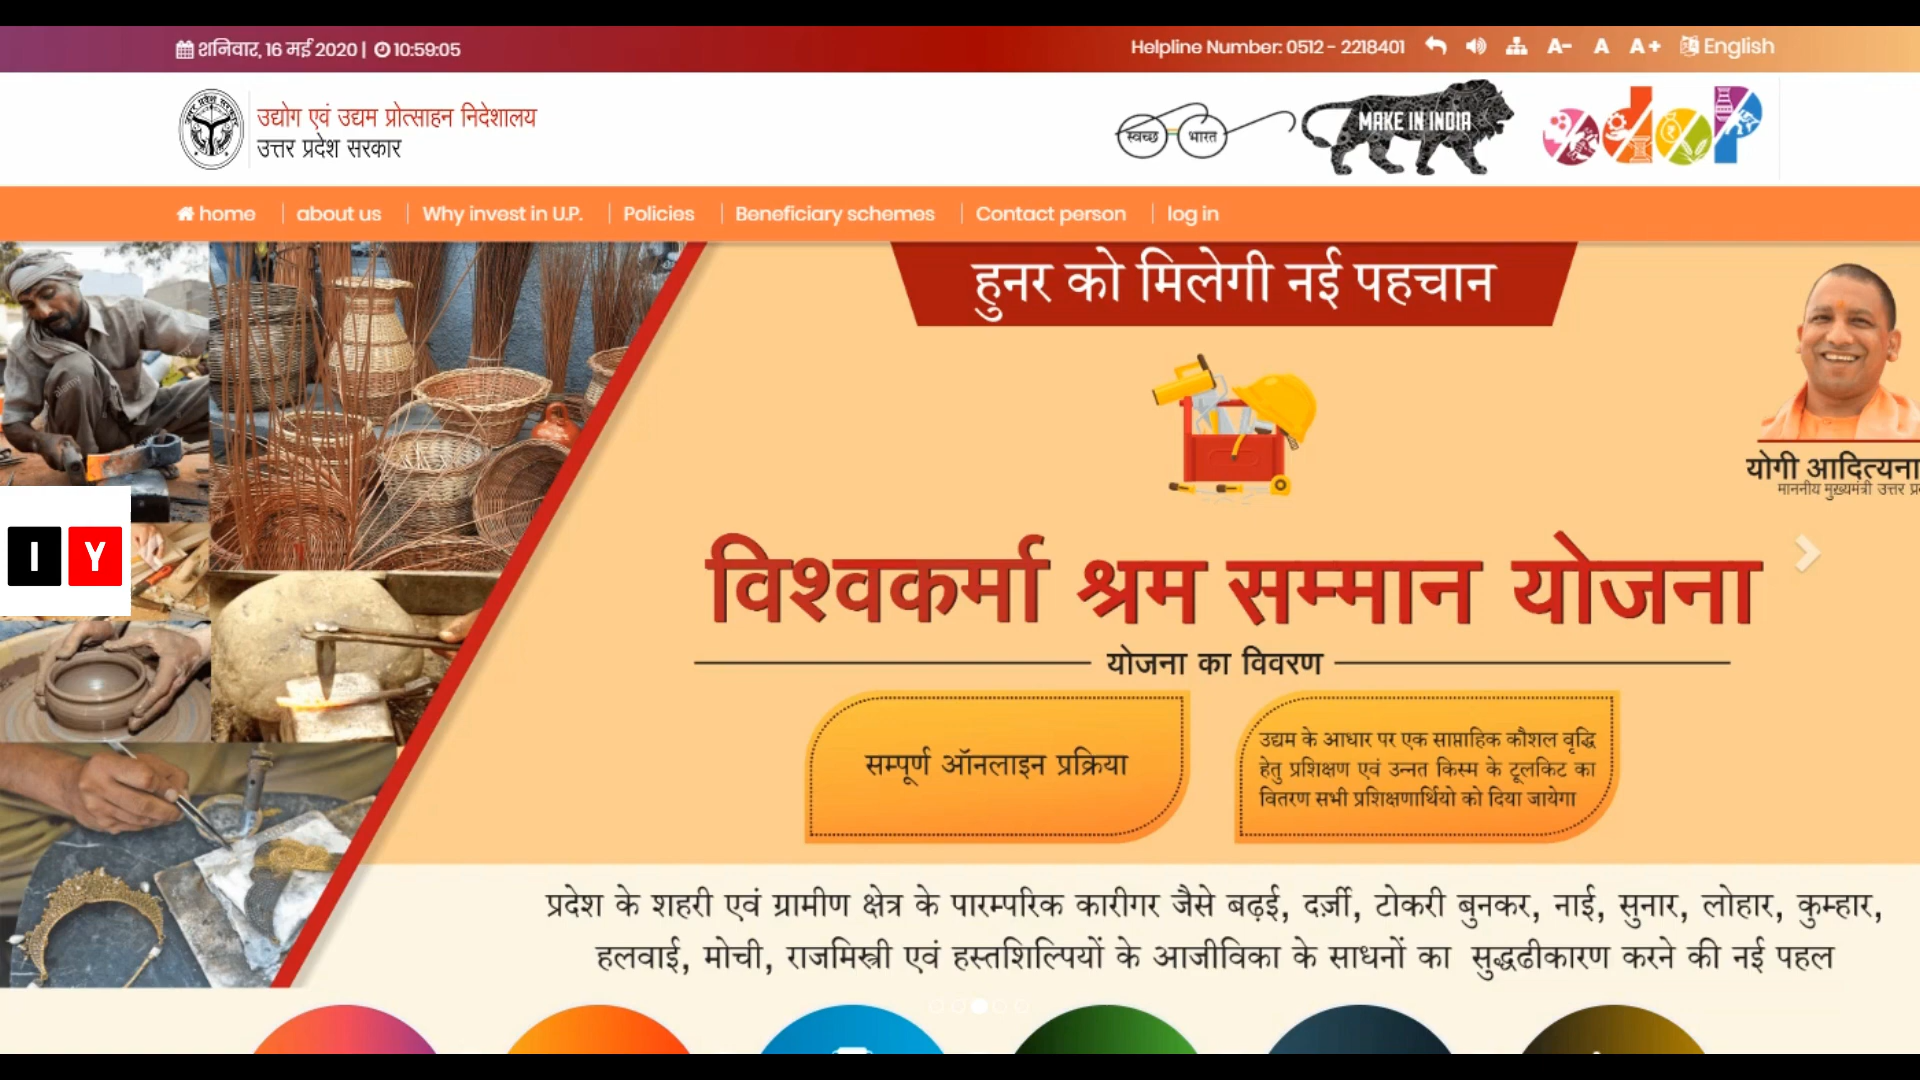 शनिवार, 16 मई 2020 | 10:59:05
Helpline Number: 0512 - 2218401 A- A A+ English
उद्योग एवं उद्यम प्रोत्साहन निदेशालय
उत्तर प्रदेश सरकार
स्वच्छ भारत
MAKE IN INDIA
odop
home about us Why invest in U.P. Policies Beneficiary schemes Contact person log in
हुनर को मिलेगी नई पहचान
योगी आदित्यना
माननीय मुख्यमंत्री उत्तर प्र
I Y
विश्वकर्मा श्रम सम्मान योजना
योजना का विवरण
सम्पूर्ण ऑनलाइन प्रक्रिया
उद्यम के आधार पर एक साप्ताहिक कौशल वृद्धि
हेतु प्रशिक्षण एवं उन्नत किस्म के टूलकिट का
वितरण सभी प्रशिक्षणार्थियो को दिया जायेगा
प्रदेश के शहरी एवं ग्रामीण क्षेत्र के पारम्परिक कारीगर जैसे बढ़ई, दर्ज़ी, टोकरी बुनकर, नाई, सुनार, लोहार, कुम्हार,
हलवाई, मोची, राजमिस्त्री एवं हस्तशिल्पियों के आजीविका के साधनों का सुद्धढीकारण करने की नई पहल